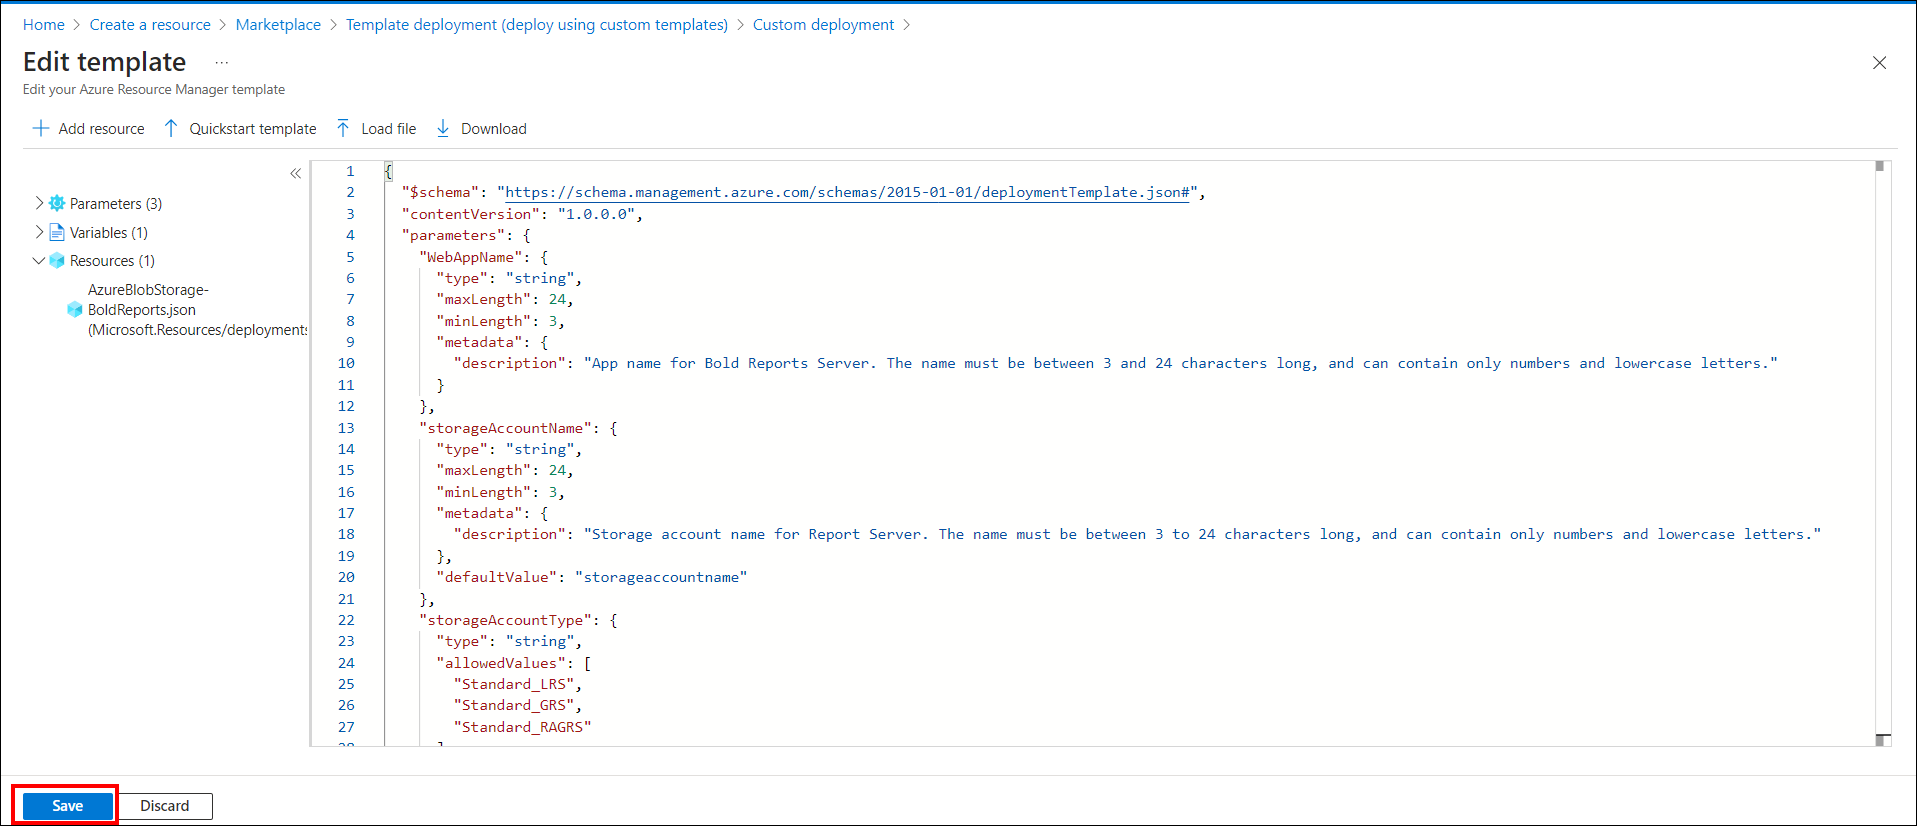 Home > Create a resource > Marketplace > Template deployment (deploy using custom templates) > Custom deployment >
Edit template ...
Edit your Azure Resource Manager template
Add resource Quickstart template Load file Download
Parameters (3)
Variables (1)
Resources (1)
AzureBlobStorage-
BoldReports.json
(Microsoft.Resources/deployments
1 {
2 "$schema": "https://schema.management.azure.com/schemas/2015-01-01/deploymentTemplate.json#",
3 "contentVersion": "1.0.0.0",
4 "parameters": {
5 "WebAppName": {
6 "type": "string",
7 "maxLength": 24,
8 "minLength": 3,
9 "metadata": {
10 "description": "App name for Bold Reports Server. The name must be between 3 and 24 characters long, and can contain only numbers and lowercase letters."
11 }
12 },
13 "storageAccountName": {
14 "type": "string",
15 "maxLength": 24,
16 "minLength": 3,
17 "metadata": {
18 "description": "Storage account name for Report Server. The name must be between 3 to 24 characters long, and can contain only numbers and lowercase letters."
19 },
20 "defaultValue": "storageaccountname"
21 },
22 "storageAccountType": {
23 "type": "string",
24 "allowedValues": [
25 "Standard_LRS",
26 "Standard_GRS",
27 "Standard_RAGRS"
28 ]
Save Discard